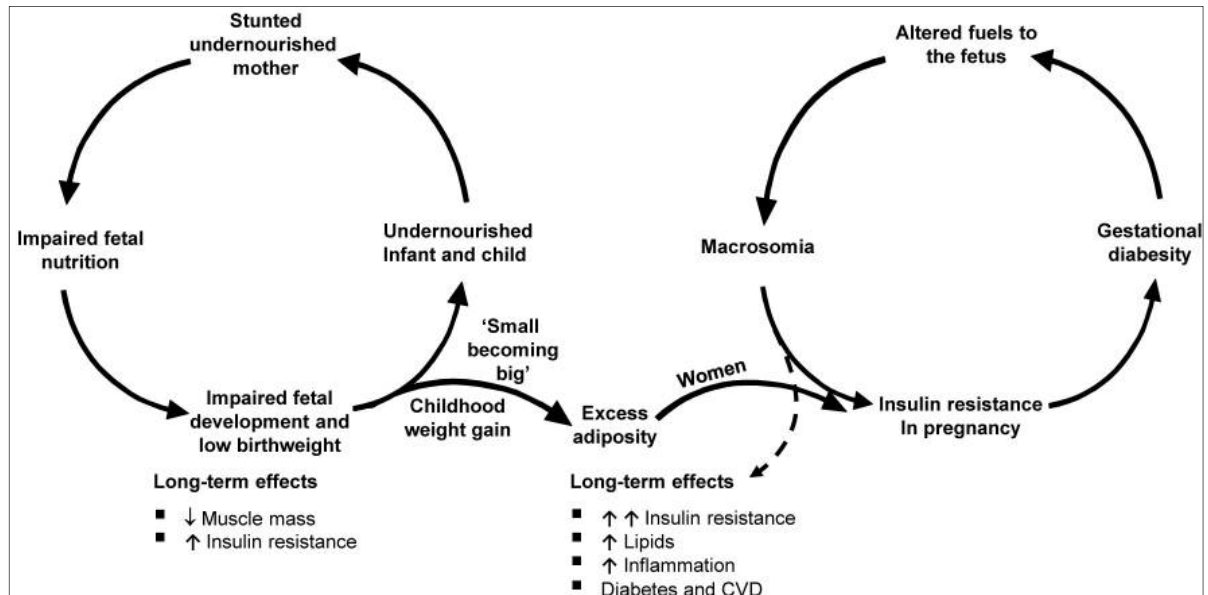 Stunted
undernourished
mother
Altered fuels to
the fetus
Impaired fetal
nutrition
Undernourished
Infant and child
Macrosomia
Gestational
diabesity
'Small
becoming
big'
Women
Impaired fetal
development and
low birthweight
Childhood
weight gain
Excess
adiposity
Insulin resistance
In pregnancy
Long-term effects
■ ↓ Muscle mass
■ ↑ Insulin resistance
Long-term effects
■ ↑ ↑ Insulin resistance
■ ↑ Lipids
■ ↑ Inflammation
■ Diabetes and CVD